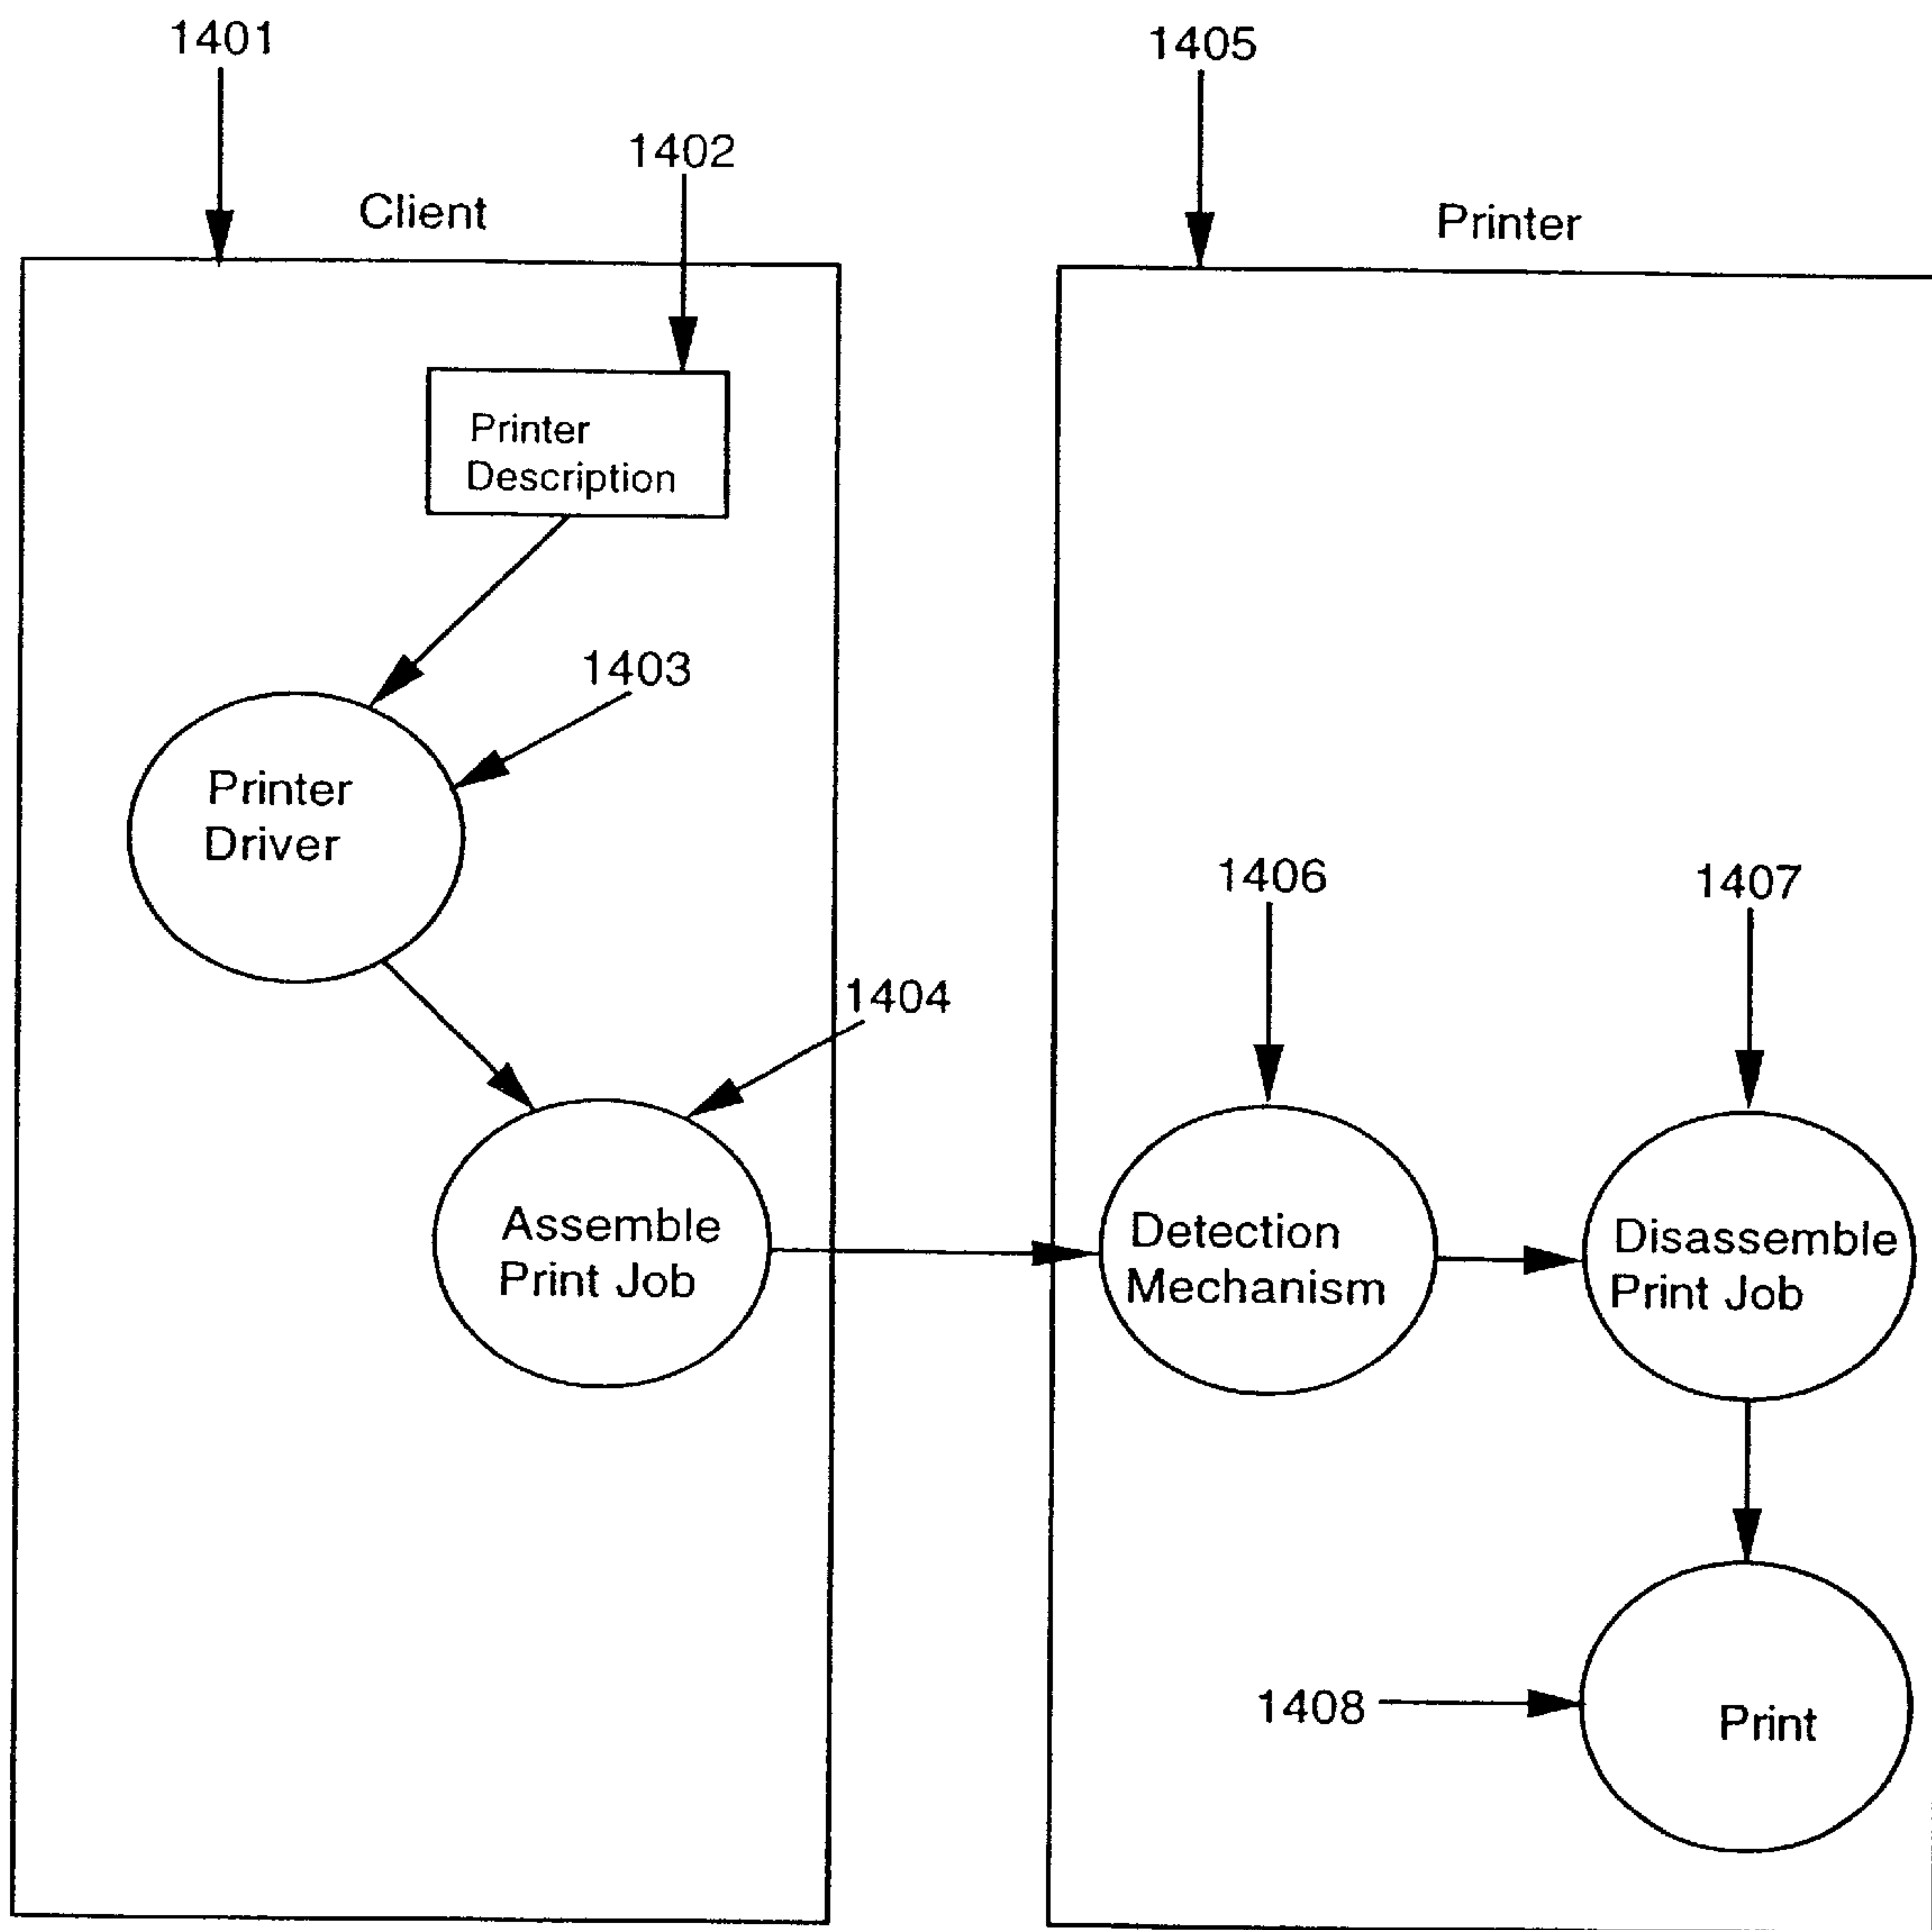 1401
1405
1402
Client
Printer
Printer
Description
1403
Printer
Driver
1406
1407
1404
Assemble
Print Job
Detection
Mechanism
Disassemble
Print Job
1408
Print